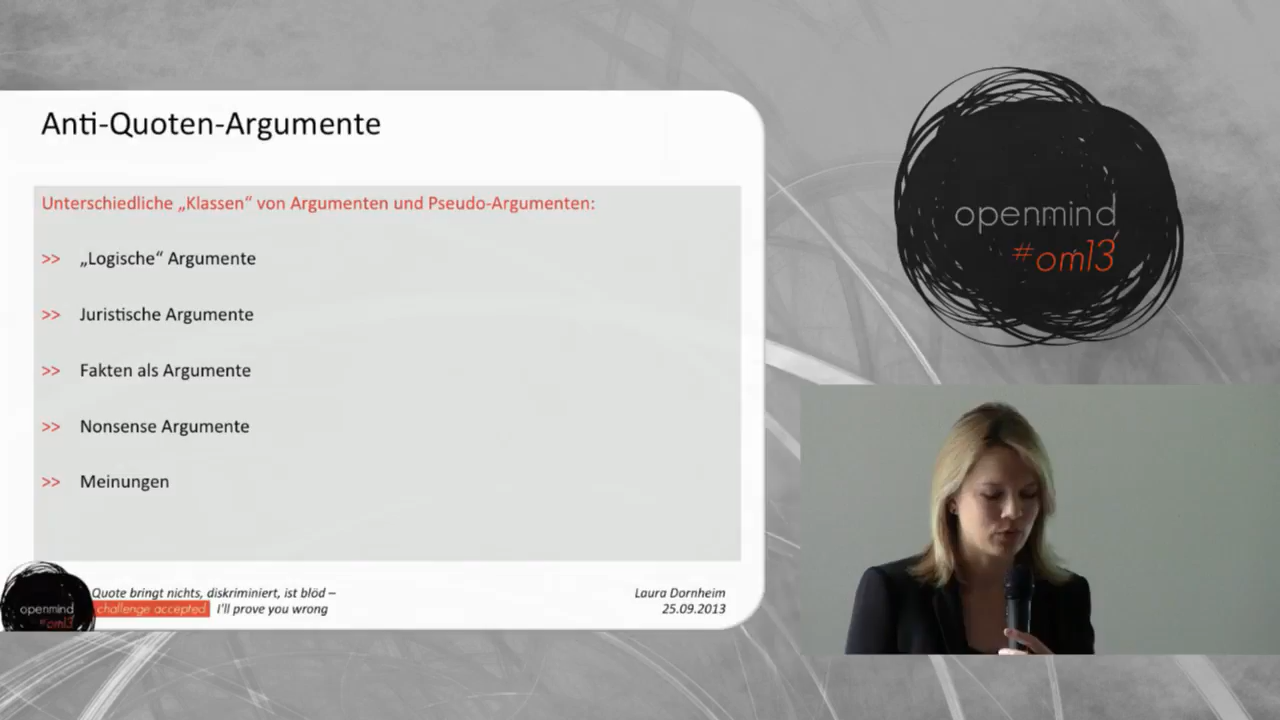 Anti-Quoten-Argumente
Unterschiedliche „Klassen“ von Argumenten und Pseudo-Argumenten:
>> „Logische“ Argumente
>> Juristische Argumente
>> Fakten als Argumente
>> Nonsense Argumente
>> Meinungen
openmind
#om13
Quote bringt nichts, diskriminiert, ist blöd –
challenge accepted I'll prove you wrong
Laura Dornheim
25.09.2013
openmind
#om13